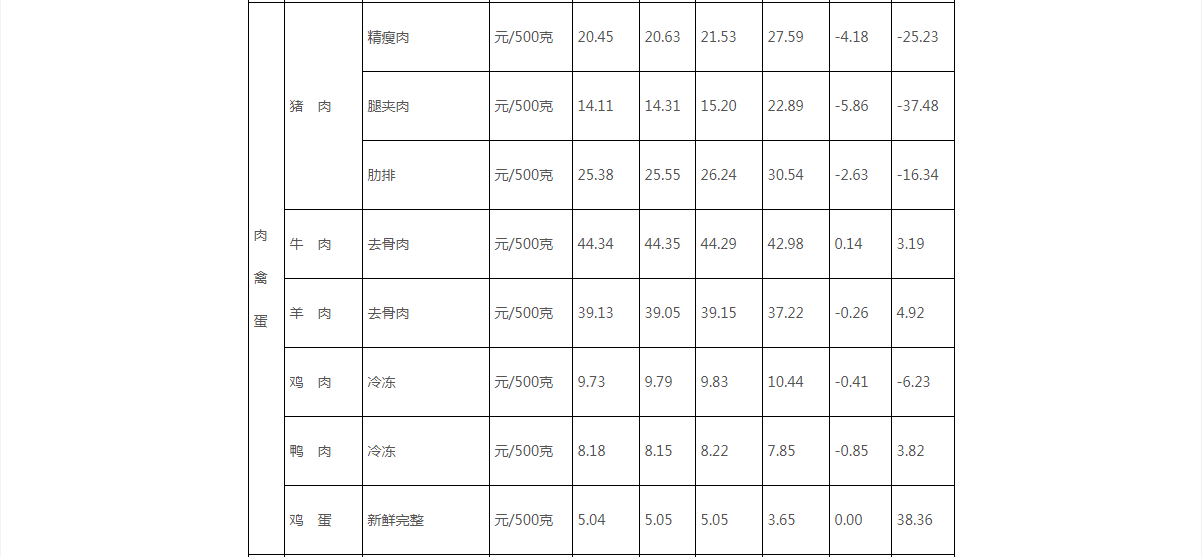 精瘦肉 元/500克 20.45 20.63 21.53 27.59 -4.18 -25.23
猪 肉 腿夹肉 元/500克 14.11 14.31 15.20 22.89 -5.86 -37.48
肋排 元/500克 25.38 25.55 26.24 30.54 -2.63 -16.34
肉
牛 肉 去骨肉 元/500克 44.34 44.35 44.29 42.98 0.14 3.19
禽
羊 肉 去骨肉 元/500克 39.13 39.05 39.15 37.22 -0.26 4.92
蛋
鸡 肉 冷冻 元/500克 9.73 9.79 9.83 10.44 -0.41 -6.23
鸭 肉 冷冻 元/500克 8.18 8.15 8.22 7.85 -0.85 3.82
鸡 蛋 新鲜完整 元/500克 5.04 5.05 5.05 3.65 0.00 38.36